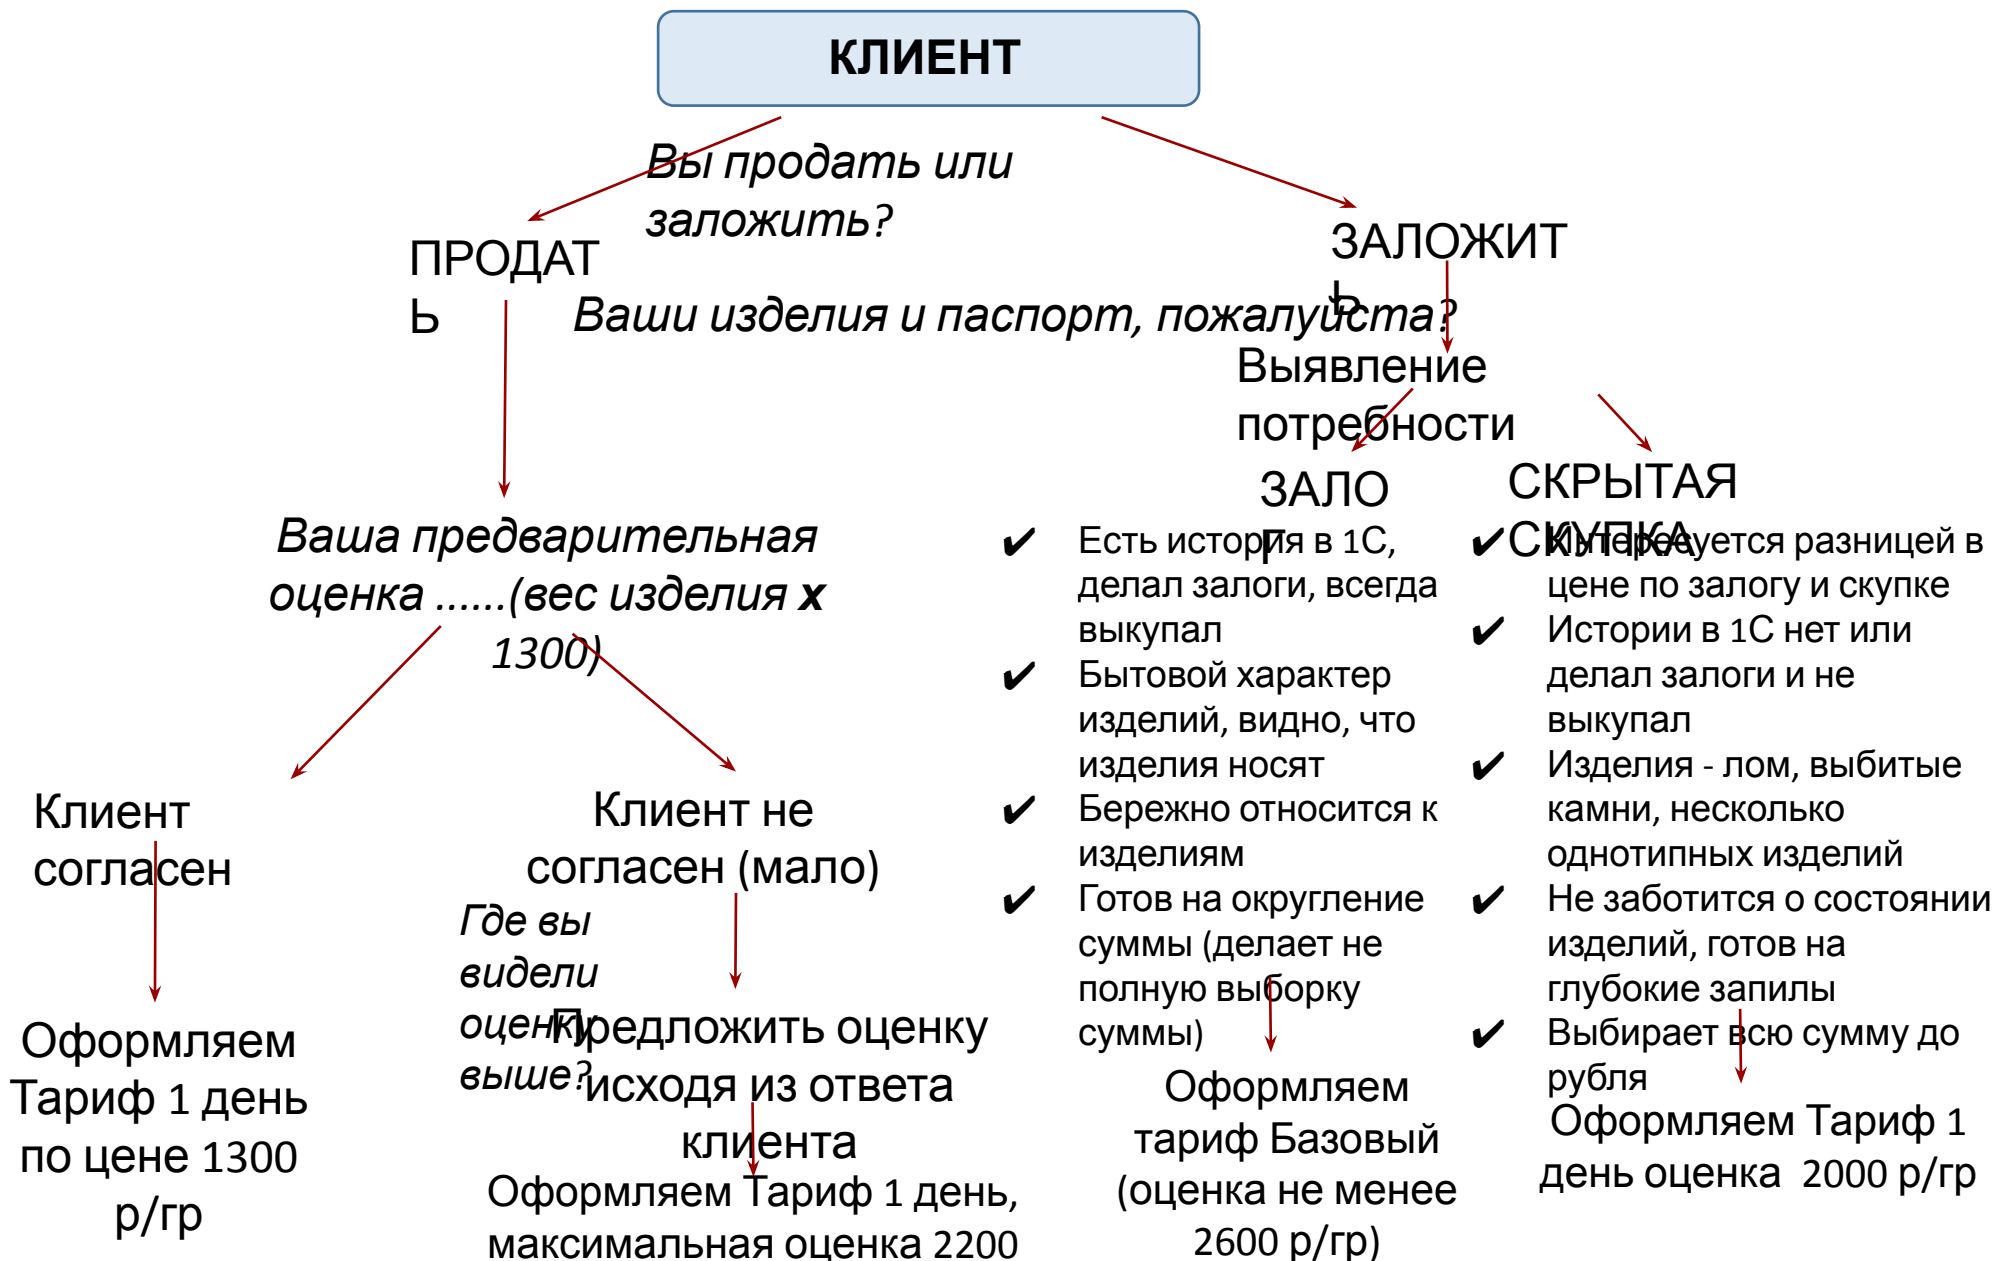 КЛИЕНТ
Вы продать или
заложить?
ПРОДАТ
Ь
ЗАЛОЖИТ
Ь
Ваши изделия и паспорт, пожалуйста?
Выявление
потребности
ЗАЛО
Г
СКРЫТАЯ
СКУПКА
Ваша предварительная
оценка ......(вес изделия х
1300)
Клиент
согласен
Клиент не
согласен (мало)
Где вы
видели
оценку
выше?
Оформляем
Тариф 1 день
по цене 1300
р/гр
Предложить оценку
исходя из ответа
клиента
Оформляем Тариф 1 день,
максимальная оценка 2200
✔ Есть история в 1С,
делал залоги, всегда
выкупал
✔ Бытовой характер
изделий, видно, что
изделия носят
✔ Бережно относится к
изделиям
✔ Готов на округление
суммы (делает не
полную выборку
суммы)
Оформляем
тариф Базовый
(оценка не менее
2600 р/гр)
✔ Интересуется разницей в
цене по залогу и скупке
✔ Истории в 1С нет или
делал залоги и не
выкупал
✔ Изделия - лом, выбитые
камни, несколько
однотипных изделий
✔ Не заботится о состоянии
изделий, готов на
глубокие запилы
✔ Выбирает всю сумму до
рубля
Оформляем Тариф 1
день оценка 2000 р/гр